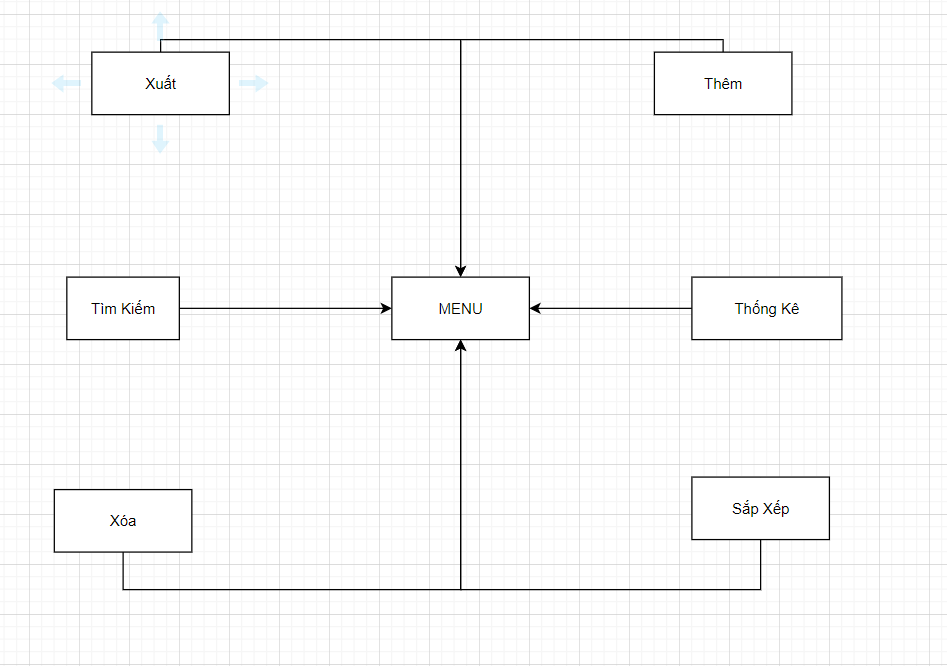 Xuất
Thêm
Tìm Kiếm
MENU
Thống Kê
Xóa
Sắp Xếp